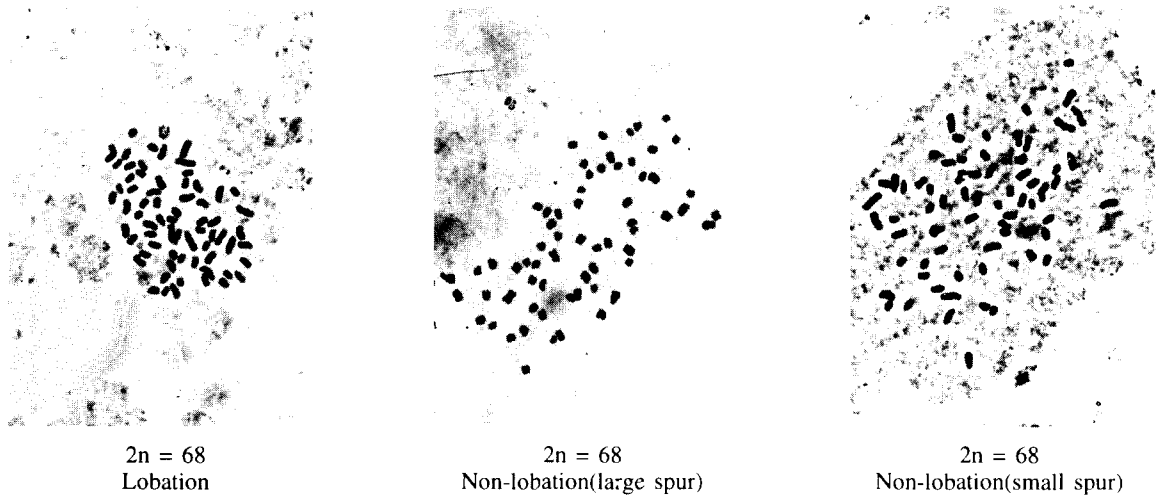 2n = 68
Lobation
2n = 68
Non-lobation(large spur)
2n = 68
Non-lobation(small spur)